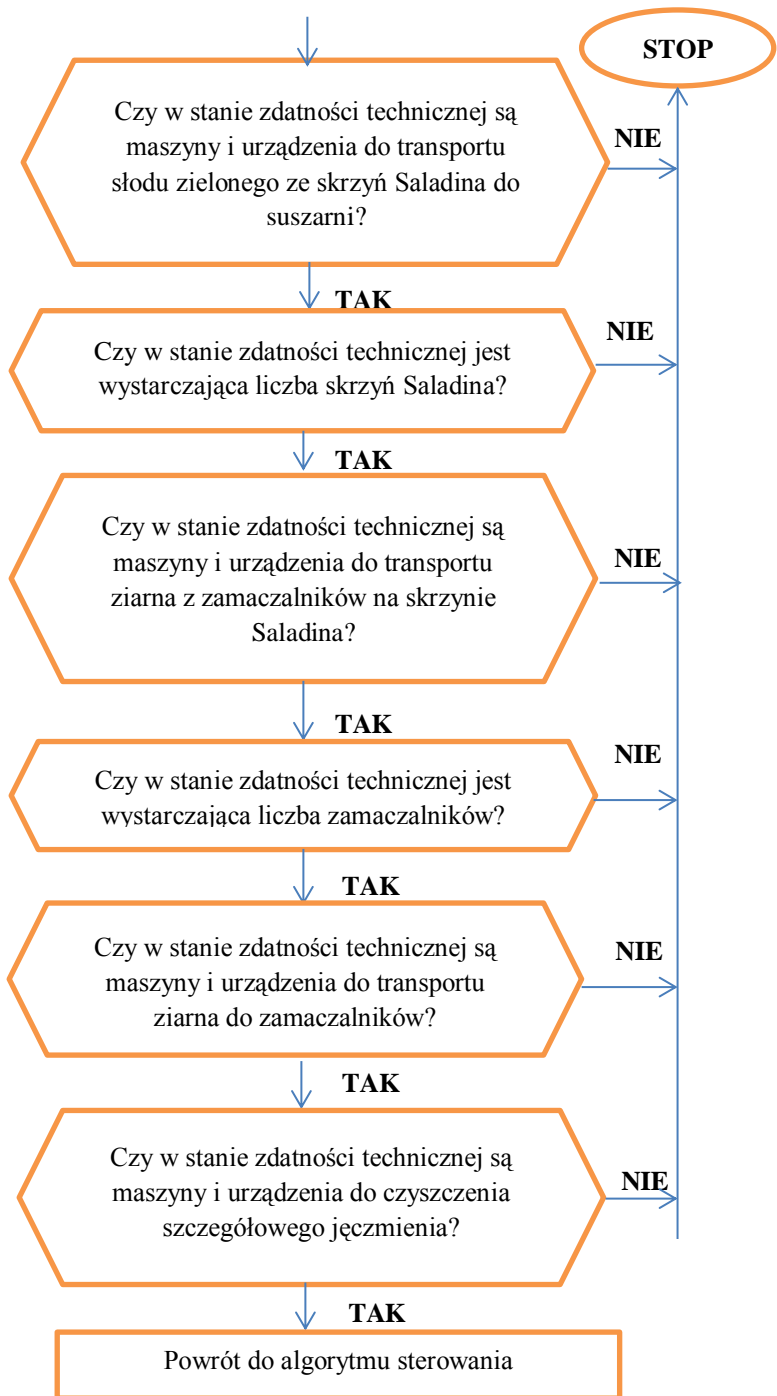 STOP
Czy w stanie zdatności technicznej są
maszyny i urządzenia do transportu
słodu zielonego ze skrzyń Saladina do
suszarni?
NIE
TAK
Czy w stanie zdatności technicznej jest
wystarczająca liczba skrzyń Saladina?
NIE
TAK
Czy w stanie zdatności technicznej są
maszyny i urządzenia do transportu
ziarna z zamaczalników na skrzynie
Saladina?
NIE
TAK
Czy w stanie zdatności technicznej jest
wystarczająca liczba zamaczalników?
NIE
TAK
Czy w stanie zdatności technicznej są
maszyny i urządzenia do transportu
ziarna do zamaczalników?
NIE
TAK
Czy w stanie zdatności technicznej są
maszyny i urządzenia do czyszczenia
szczegółowego jęczmienia?
NIE
TAK
Powrót do algorytmu sterowania